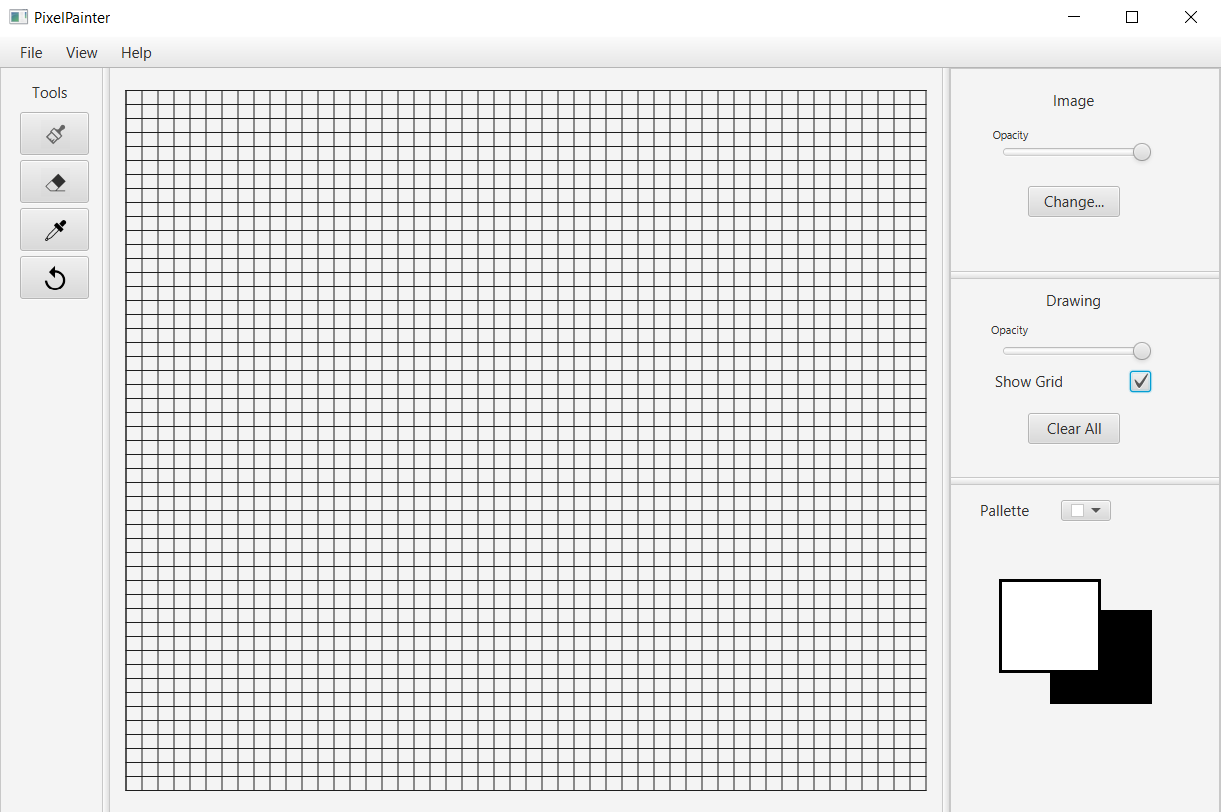 PixelPainter
File View Help
Tools
Image
Opacity
Change...
Drawing
Opacity
Show Grid
Clear All
Pallette